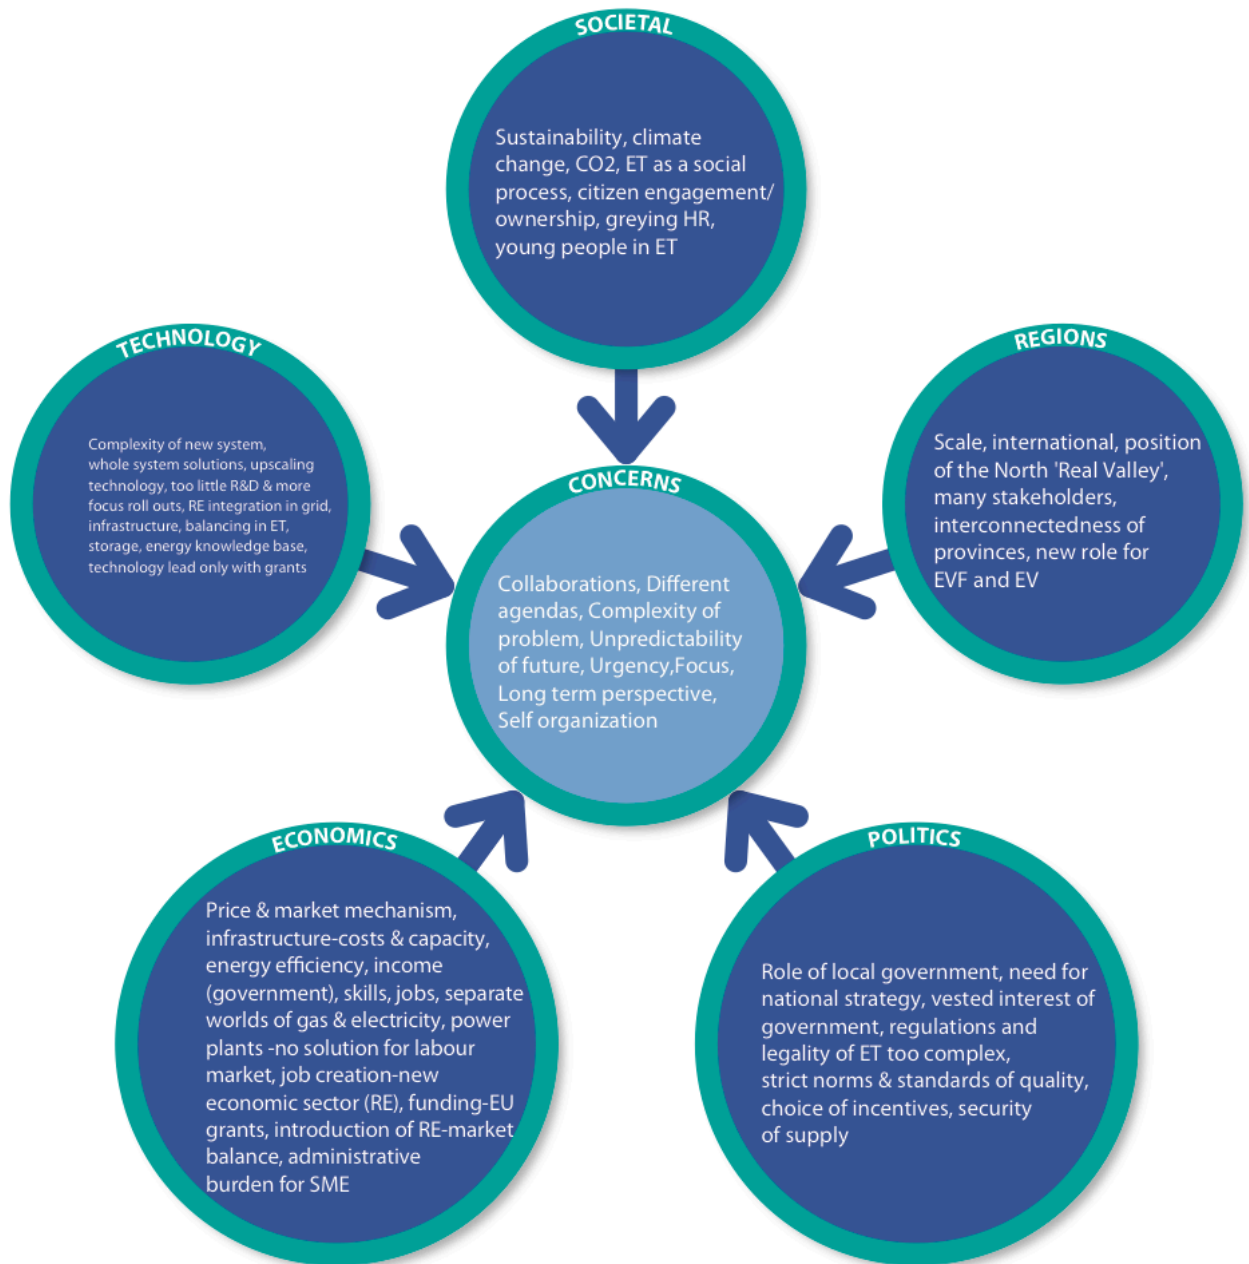 SOCIETAL
Sustainability, climate
change, CO2, ET as a social
process, citizen engagement/
ownership, greying HR,
young people in ET
TECHNOLOGY
Complexity of new system,
whole system solutions, upscaling
technology, too little R&D & more
focus roll outs, RE integration in grid,
infrastructure, balancing in ET,
storage, energy knowledge base,
technology lead only with grants
REGIONS
Scale, international, position
of the North 'Real Valley',
many stakeholders,
interconnectedness of
provinces, new role for
EVF and EV
CONCERNS
Collaborations, Different
agendas, Complexity of
problem, Unpredictability
of future, Urgency,Focus,
Long term perspective,
Self organization
ECONOMICS
Price & market mechanism,
infrastructure-costs & capacity,
energy efficiency, income
(government), skills, jobs, separate
worlds of gas & electricity, power
plants -no solution for labour
market, job creation-new
economic sector (RE), funding-EU
grants, introduction of RE-market
balance, administrative
burden for SME
POLITICS
Role of local government, need for
national strategy, vested interest of
government, regulations and
legality of ET too complex,
strict norms & standards of quality,
choice of incentives, security
of supply